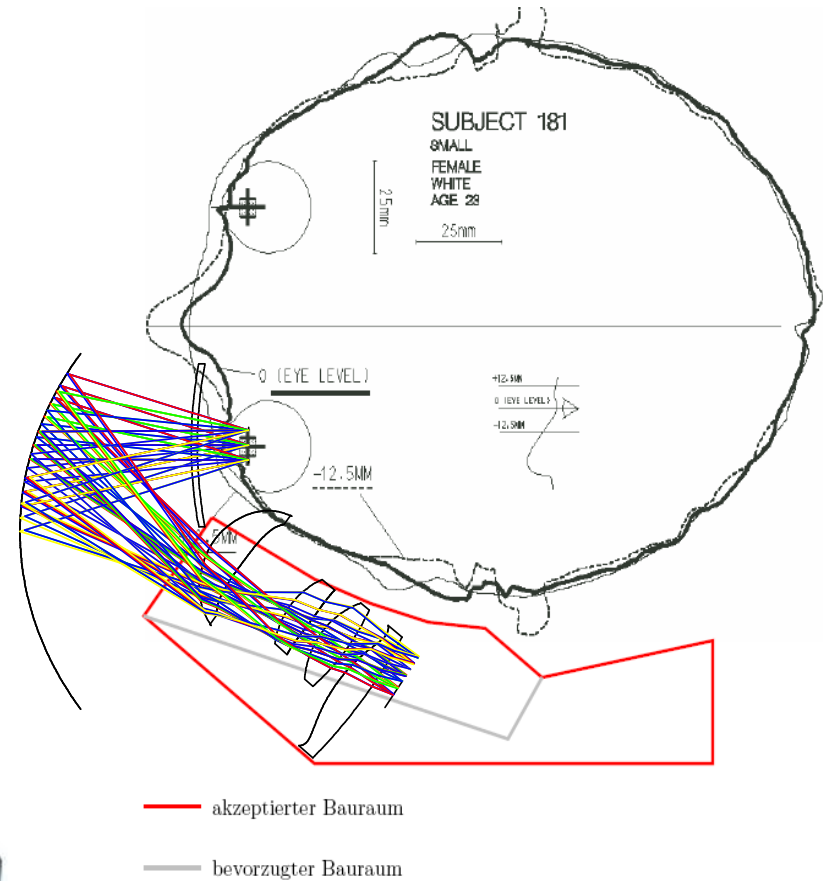 SUBJECT 181
SMALL
FEMALE
WHITE
AGE 23
25mm
25mm
0 (EYE LEVEL)
+12.5MM
0 (EYE LEVEL)
-12.5MM
-12.5MM
5MM
akzeptierter Bauraum
bevorzugter Bauraum